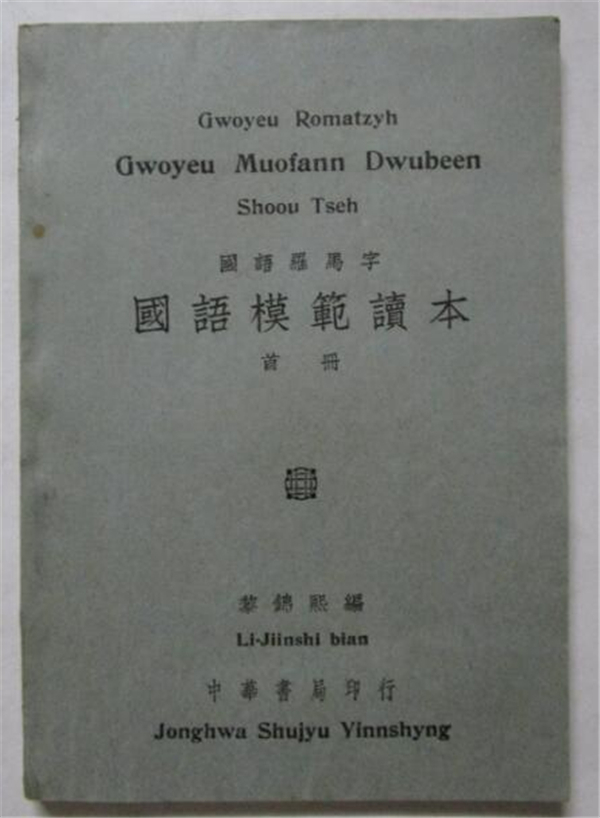 Gwoyeu Romatzyh
Gwoyeu Muofann Dwubeen
Shoou Tseh
國語羅馬字
國語模範讀本
首冊
黎錦熙編
Li-Jiinshi bian
中華書局印行
Jonghwa Shujyu Yinnshyng